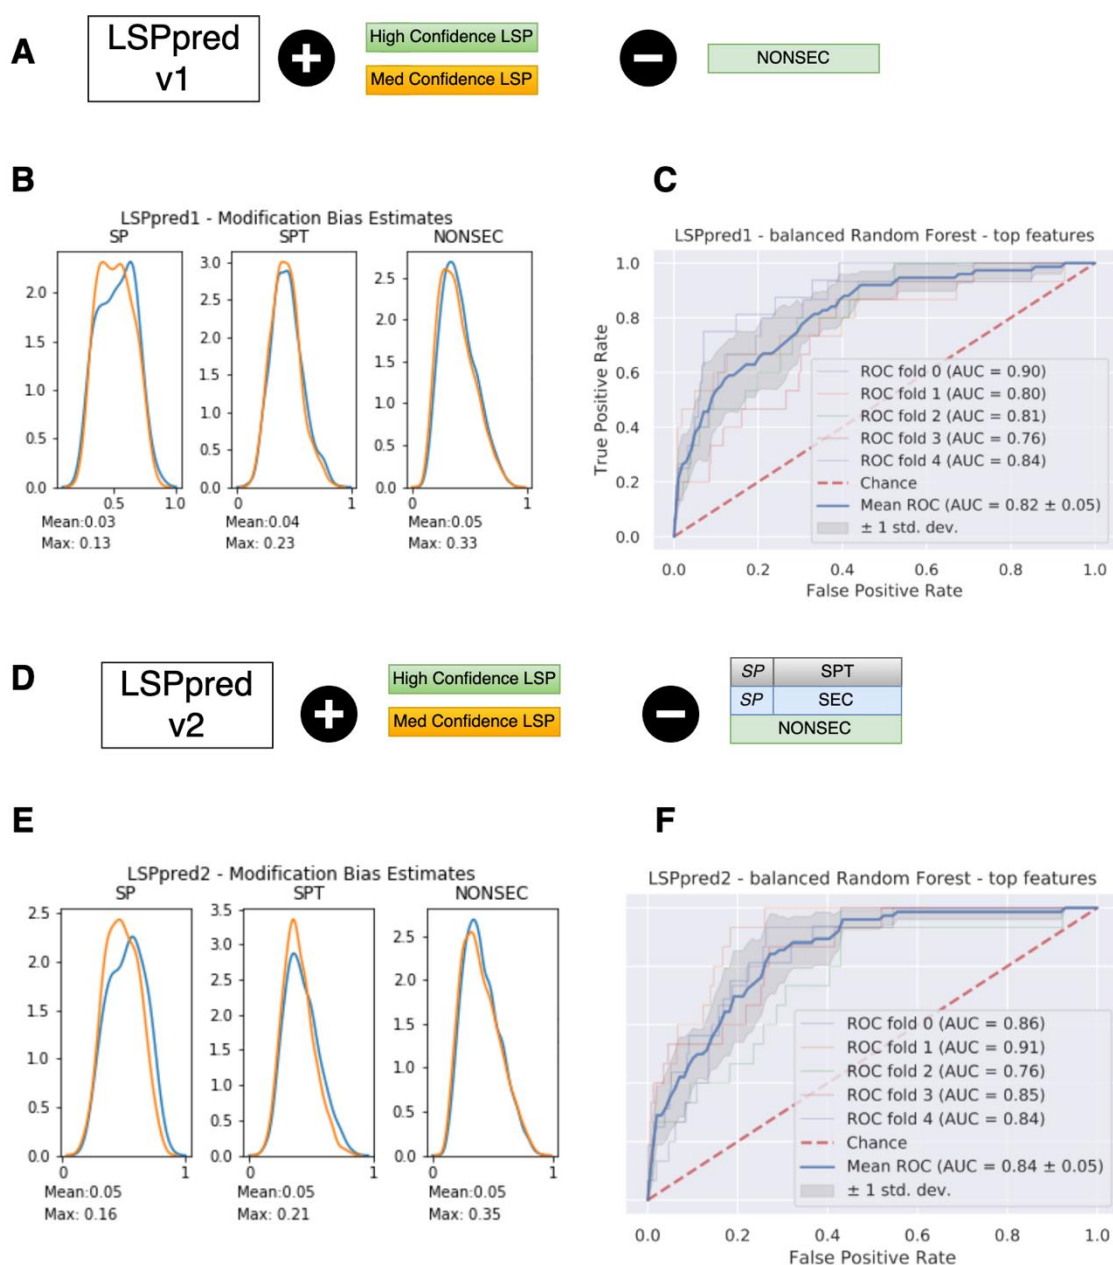 A
LSPpred
v1
High Confidence LSP
Med Confidence LSP
NONSEC
B
LSPpred1 - Modification Bias Estimates
SP
SPT
NONSEC
2.0
1.5
1.0
0.5
0.0
0.5
1.0
3.0
2.5
2.0
1.5
1.0
0.5
0.0
0
1
2.5
2.0
1.5
1.0
0.5
0.0
0
1
Mean:0.03
Max: 0.13
Mean:0.04
Max: 0.23
Mean:0.05
Max: 0.33
C
LSPpred1 - balanced Random Forest - top features
True Positive Rate
1.0
0.8
0.6
0.4
0.2
0.0
ROC fold 0 (AUC = 0.90)
ROC fold 1 (AUC = 0.80)
ROC fold 2 (AUC = 0.81)
ROC fold 3 (AUC = 0.76)
ROC fold 4 (AUC = 0.84)
Chance
Mean ROC (AUC = 0.82 ± 0.05)
± 1 std. dev.
0.0 0.2 0.4 0.6 0.8 1.0
False Positive Rate
D
LSPpred
v2
High Confidence LSP
Med Confidence LSP
SP SPT
SP SEC
NONSEC
E
LSPpred2 - Modification Bias Estimates
SP
SPT
NONSEC
2.5
2.0
1.5
1.0
0.5
0.0
0
1
3.5
3.0
2.5
2.0
1.5
1.0
0.5
0.0
0
1
2.5
2.0
1.5
1.0
0.5
0.0
0
1
Mean:0.05
Max: 0.16
Mean:0.05
Max: 0.21
Mean:0.05
Max: 0.35
F
LSPpred2 - balanced Random Forest - top features
ROC fold 0 (AUC = 0.86)
ROC fold 1 (AUC = 0.91)
ROC fold 2 (AUC = 0.76)
ROC fold 3 (AUC = 0.85)
ROC fold 4 (AUC = 0.84)
Chance
Mean ROC (AUC = 0.84 ± 0.05)
± 1 std. dev.
0.0 0.2 0.4 0.6 0.8 1.0
False Positive Rate